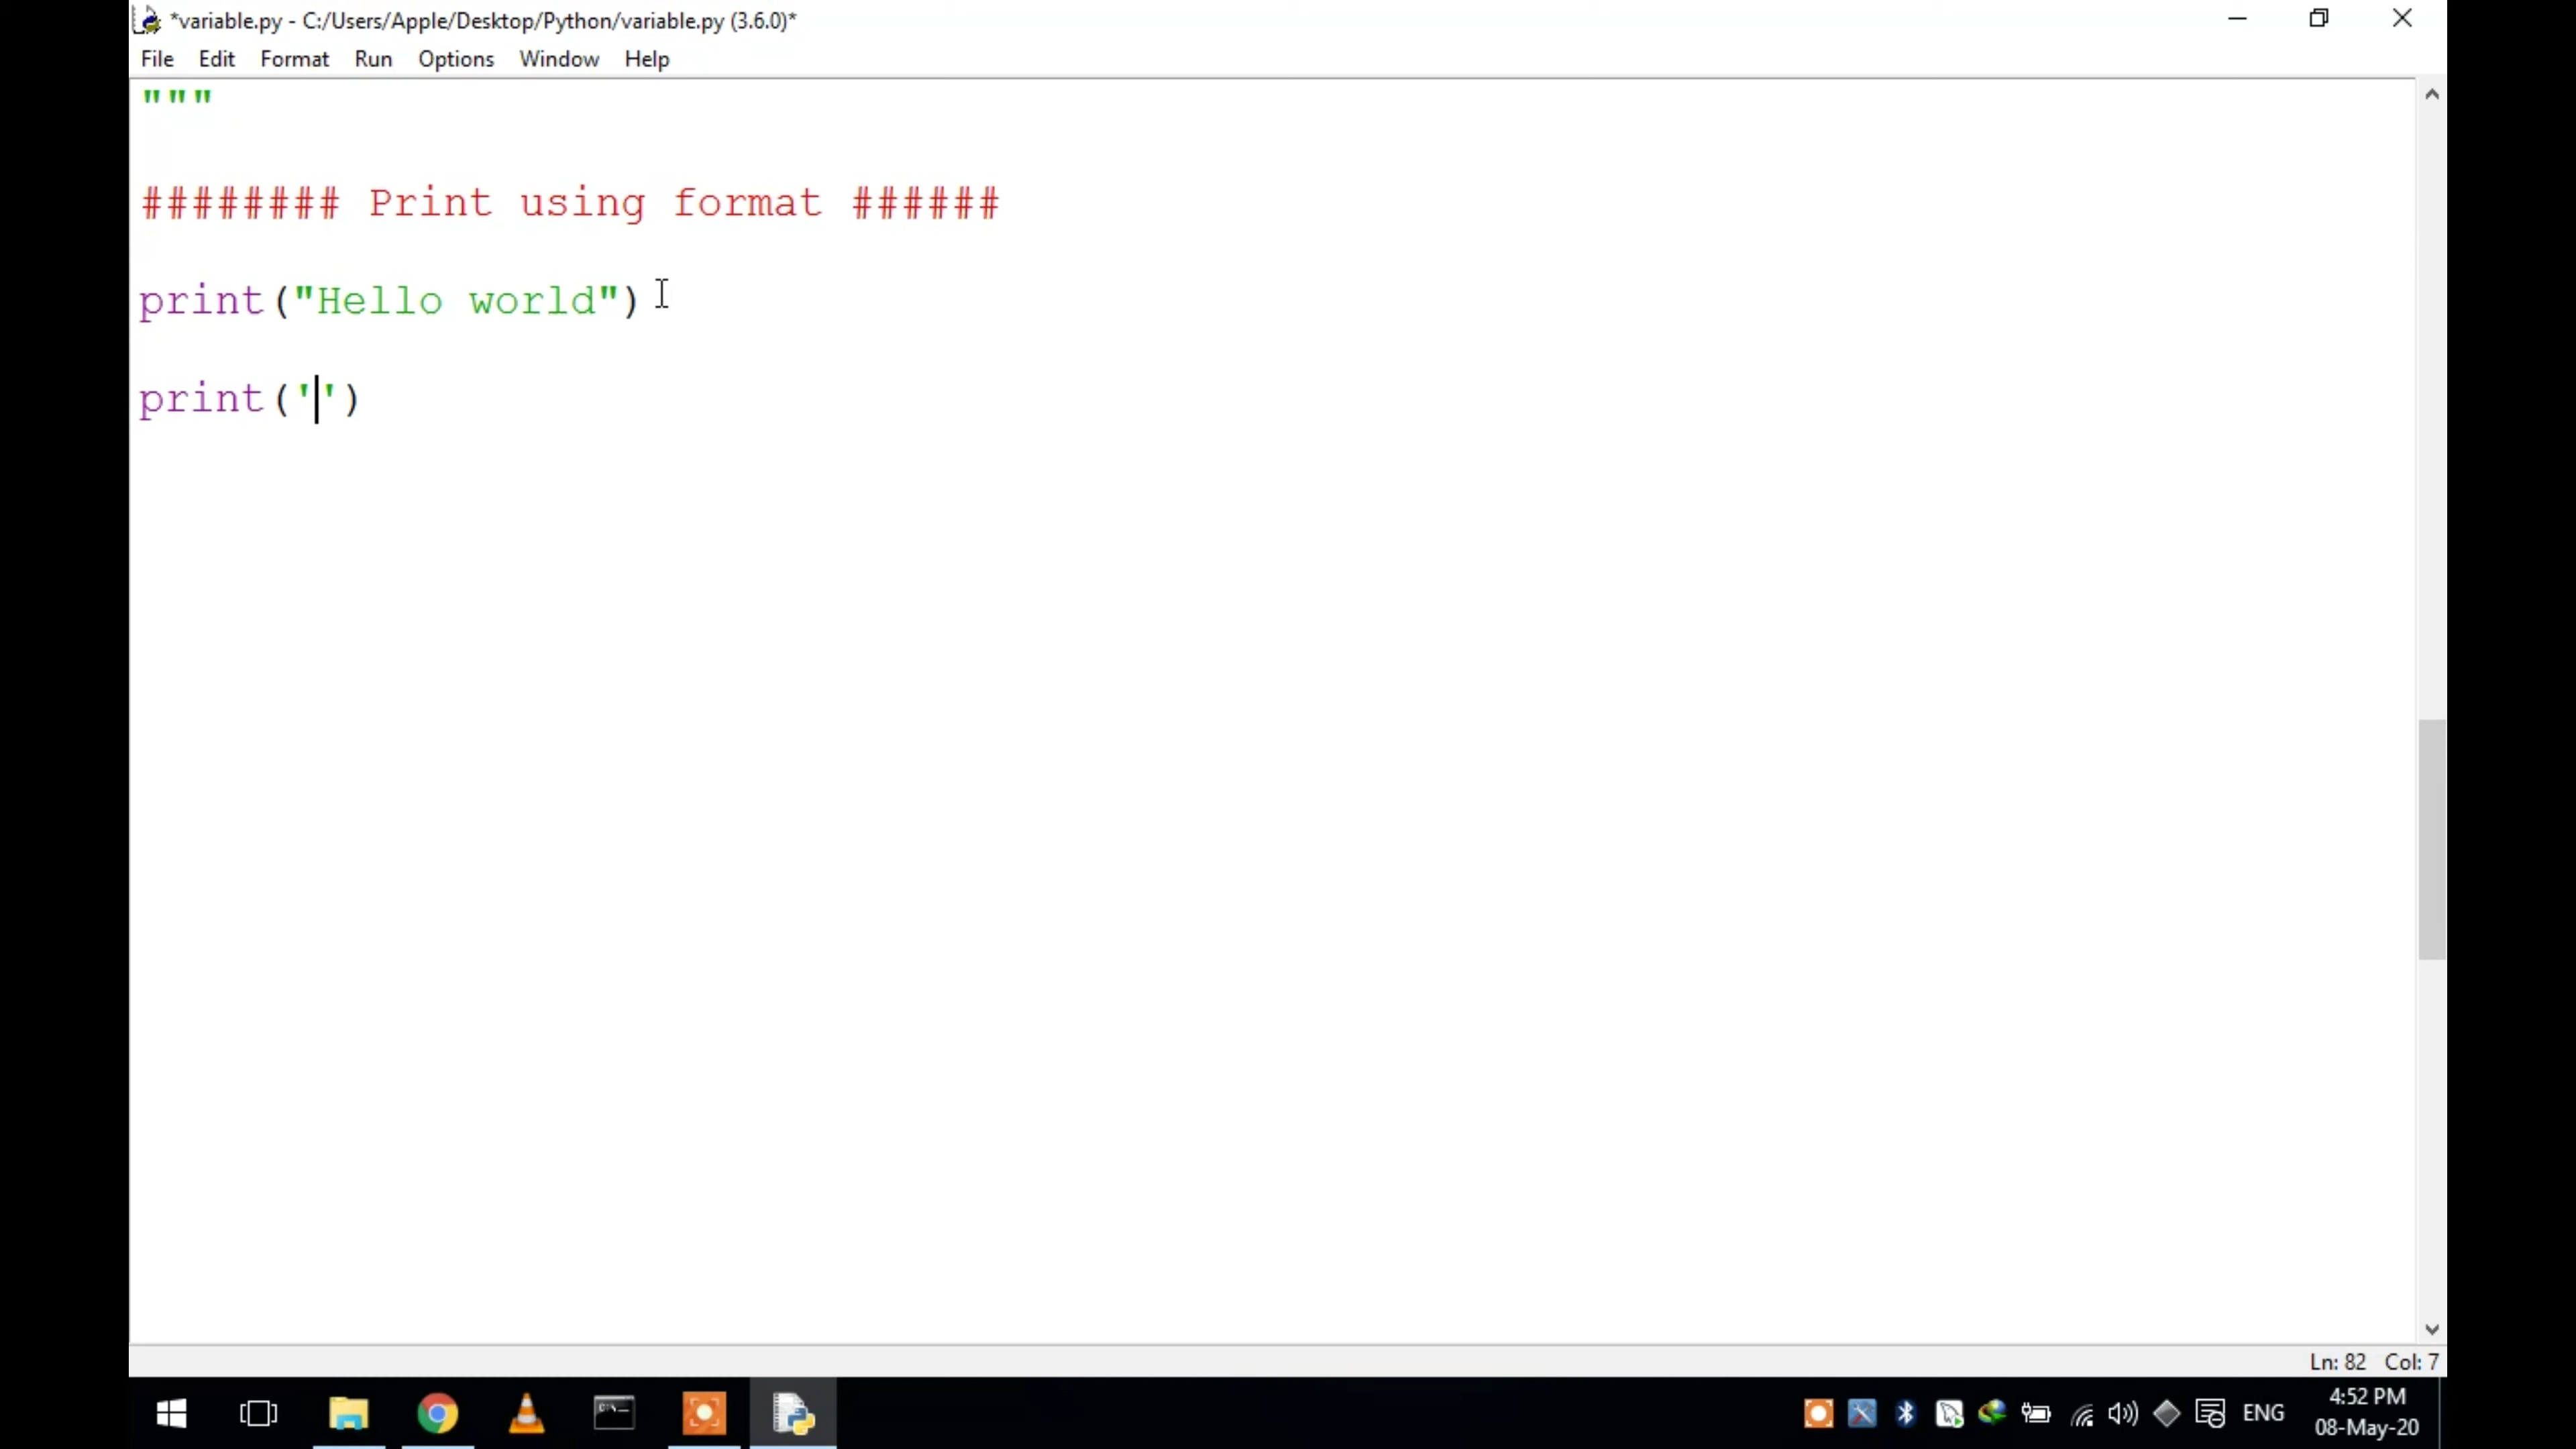 *variable.py - C:/Users/Apple/Desktop/Python/variable.py (3.6.0)*
File Edit Format Run Options Window Help
"""
######## Print using format ######
print("Hello world")
print('')
Ln: 82 Col: 7
ENG
4:52 PM
08-May-20